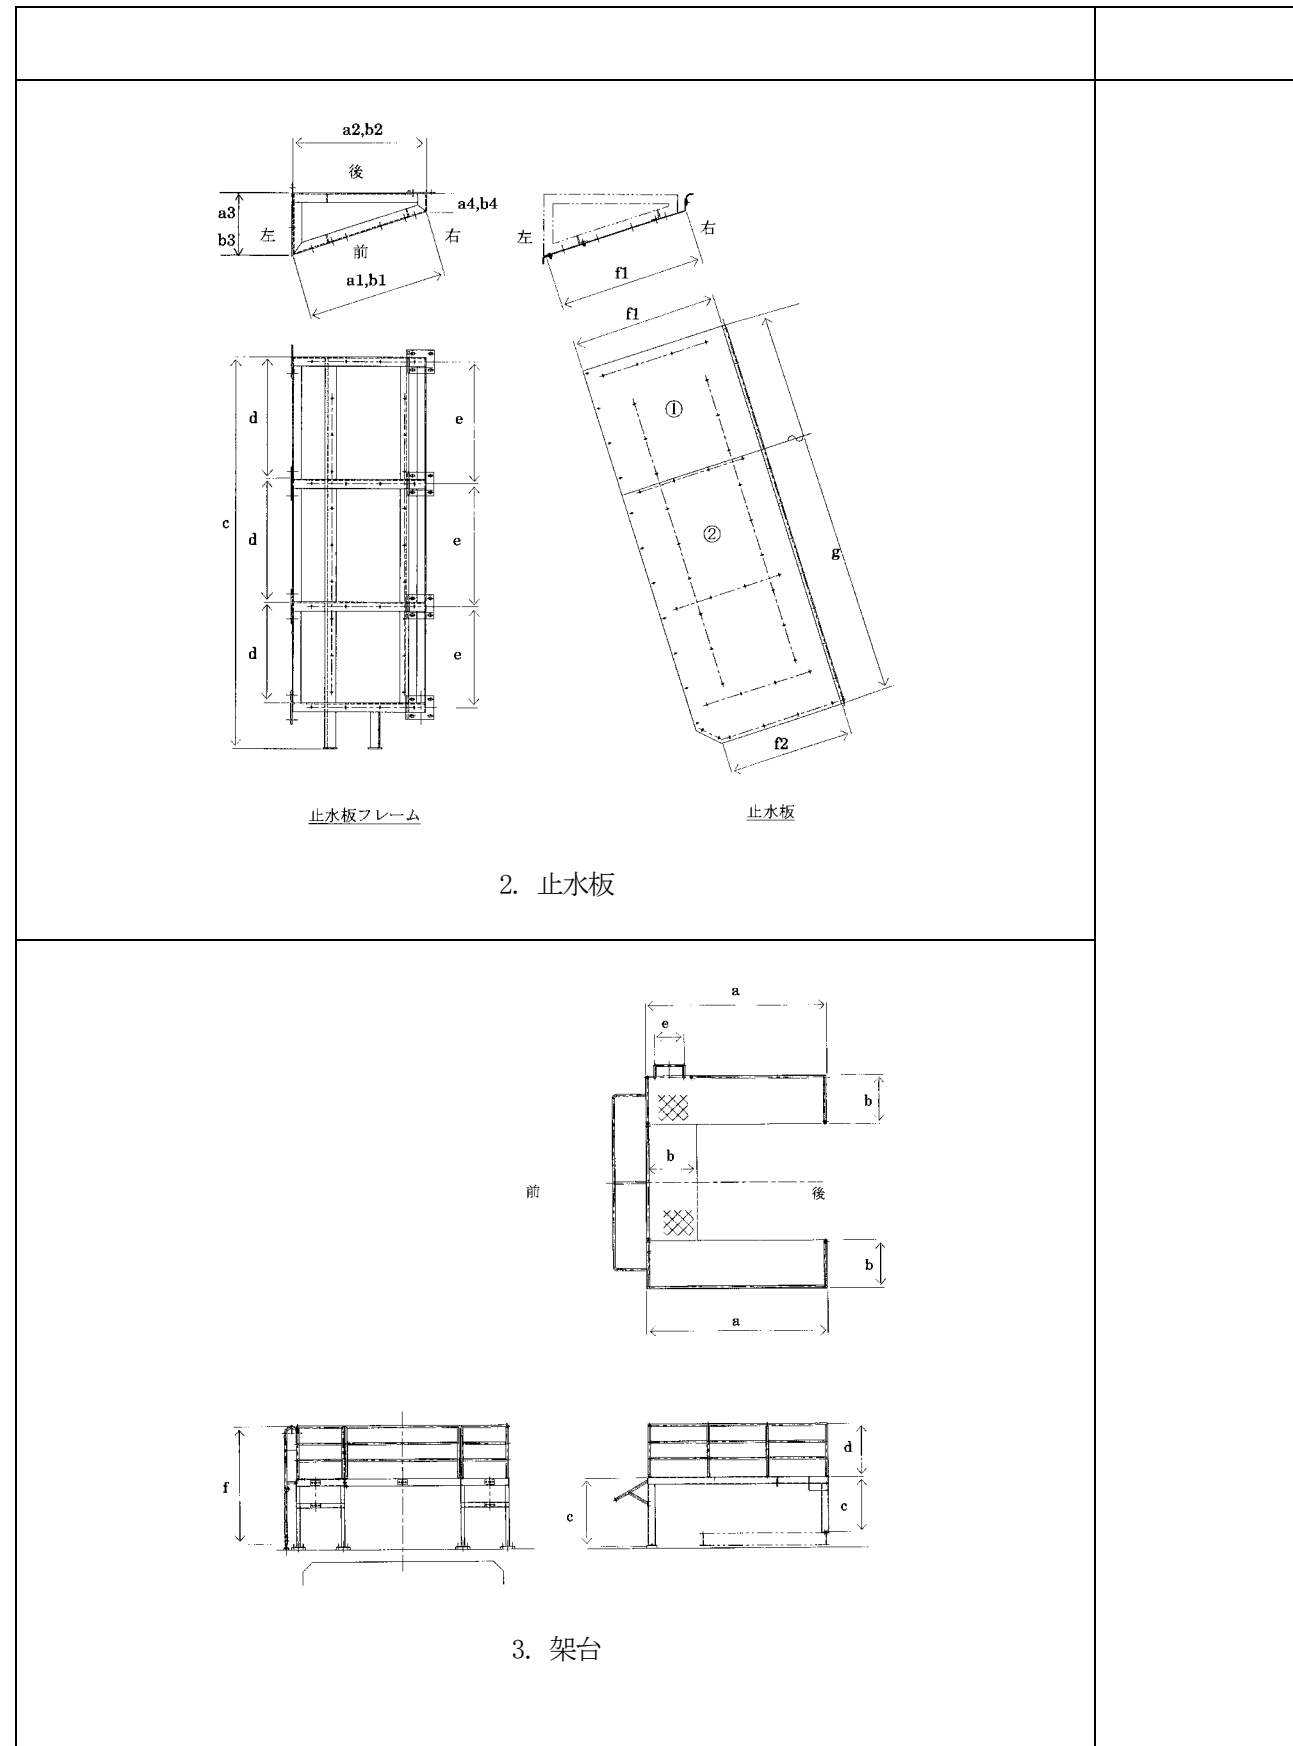 a2,b2
後
a3
a4,b4
b3
左
右
前
a1,b1
左
右
f1
f1
①
d
e
c
d
e
②
g
d
e
f2
止水板フレーム
止水板
2. 止水板
a
e
b
b
前
後
b
a
d
f
c
c
3. 架台